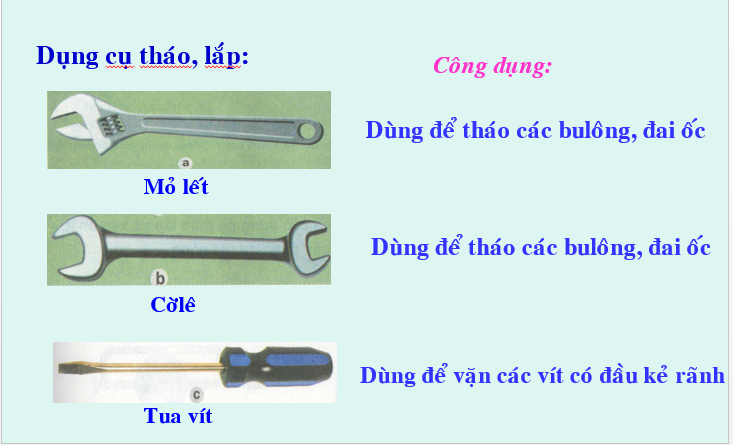 Dụng cụ tháo, lắp:
Công dụng:
a
Dùng để tháo các bulông, đai ốc
Mỏ lết
b
Dùng để tháo các bulông, đai ốc
Cờlê
c
Dùng để vặn các vít có đầu kẻ rãnh
Tua vít